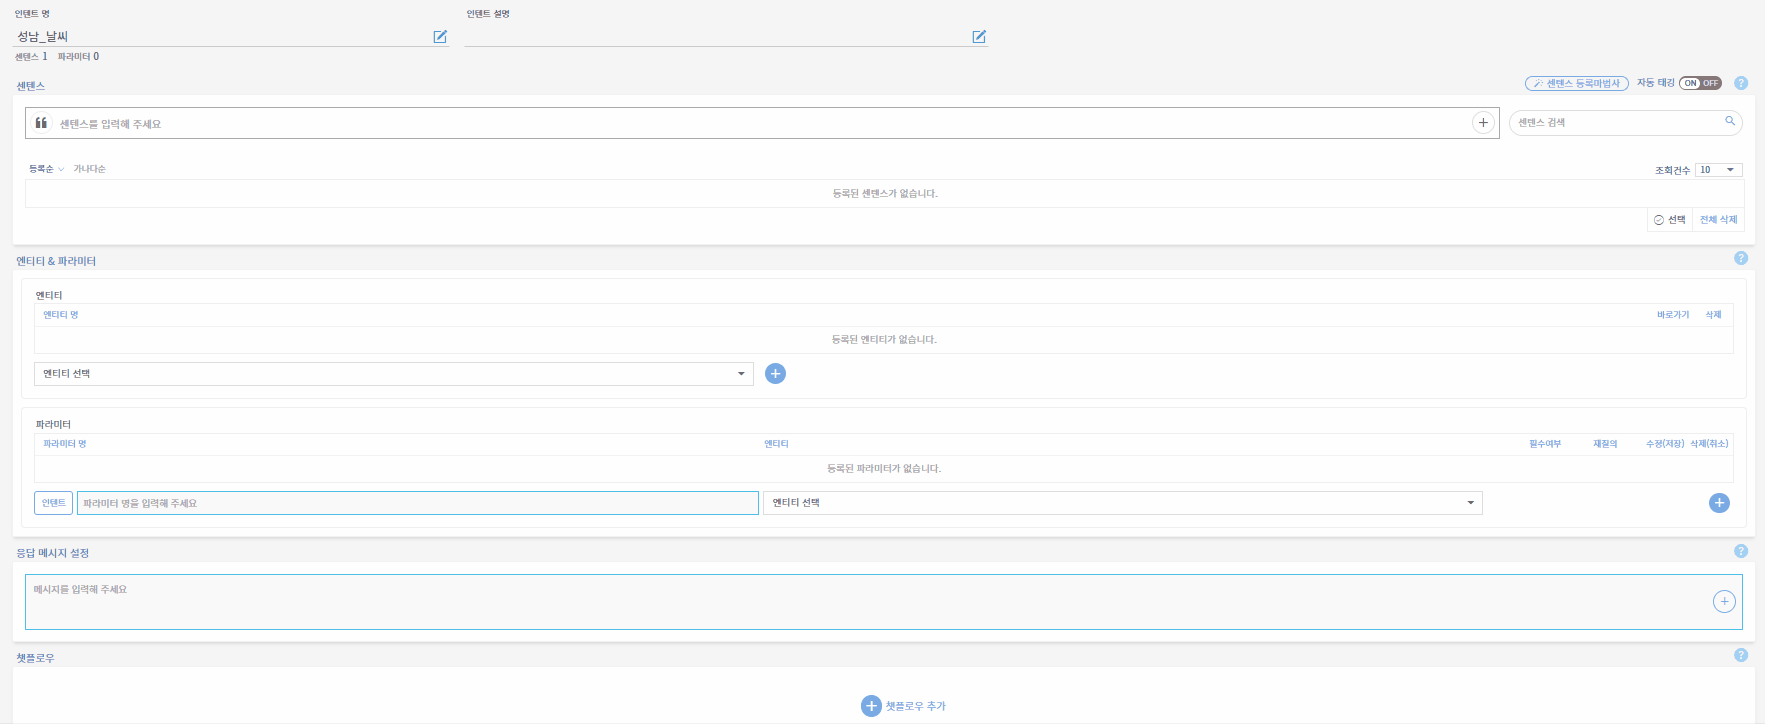 인텐트 명 인텐트 설명
성남_날씨
센텐스 1 파라미터 0
센텐스 센텐스 등록마법사 자동 태깅 ON OFF ?
센텐스를 입력해 주세요 센텐스 검색
등록순 가나다순 조회건수 10
등록된 센텐스가 없습니다.
선택 전체 삭제
엔티티 & 파라미터 ?
엔티티
엔티티 명 바로가기 삭제
등록된 엔티티가 없습니다.
엔티티 선택
파라미터
파라미터 명 엔티티 필수여부 재질의 수정(저장) 삭제(취소)
등록된 파라미터가 없습니다.
인텐트 파라미터 명을 입력해 주세요 엔티티 선택
응답 메시지 설정 ?
메시지를 입력해 주세요
챗플로우 ?
챗플로우 추가